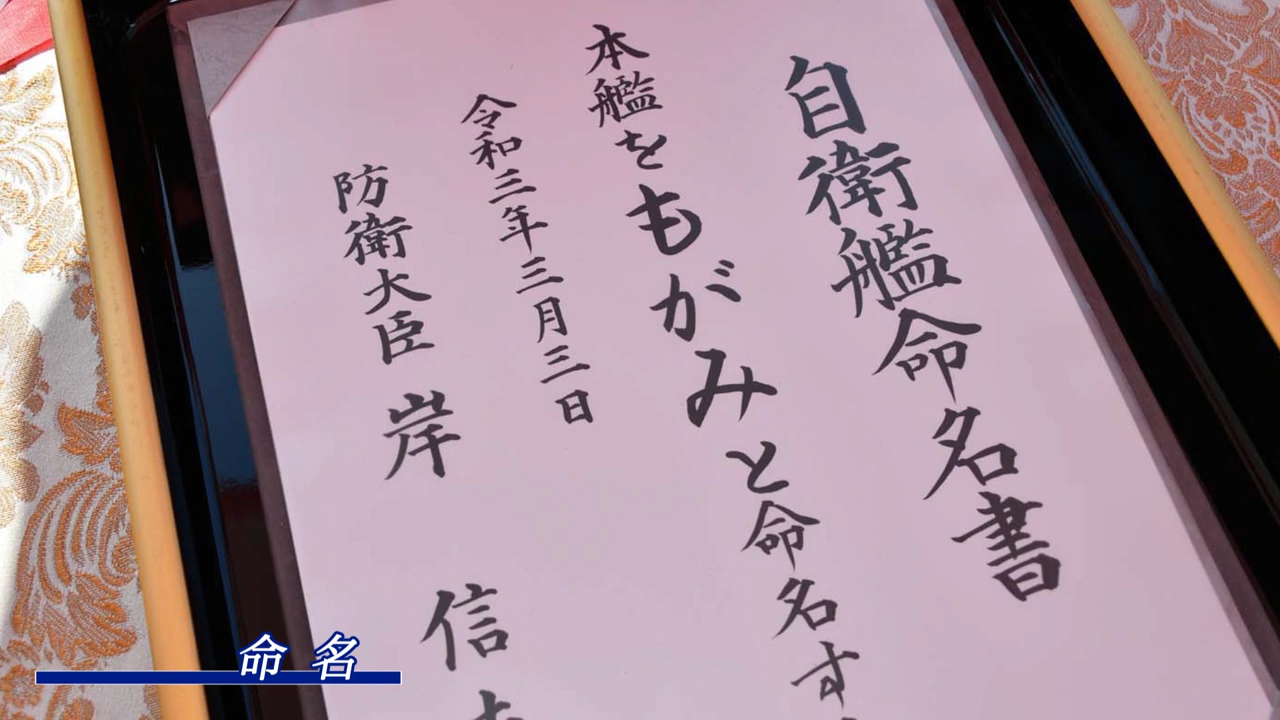 自衛艦命名書
本艦をもがみと命名す
令和三年三月三日
防衛大臣 岸 信
命名